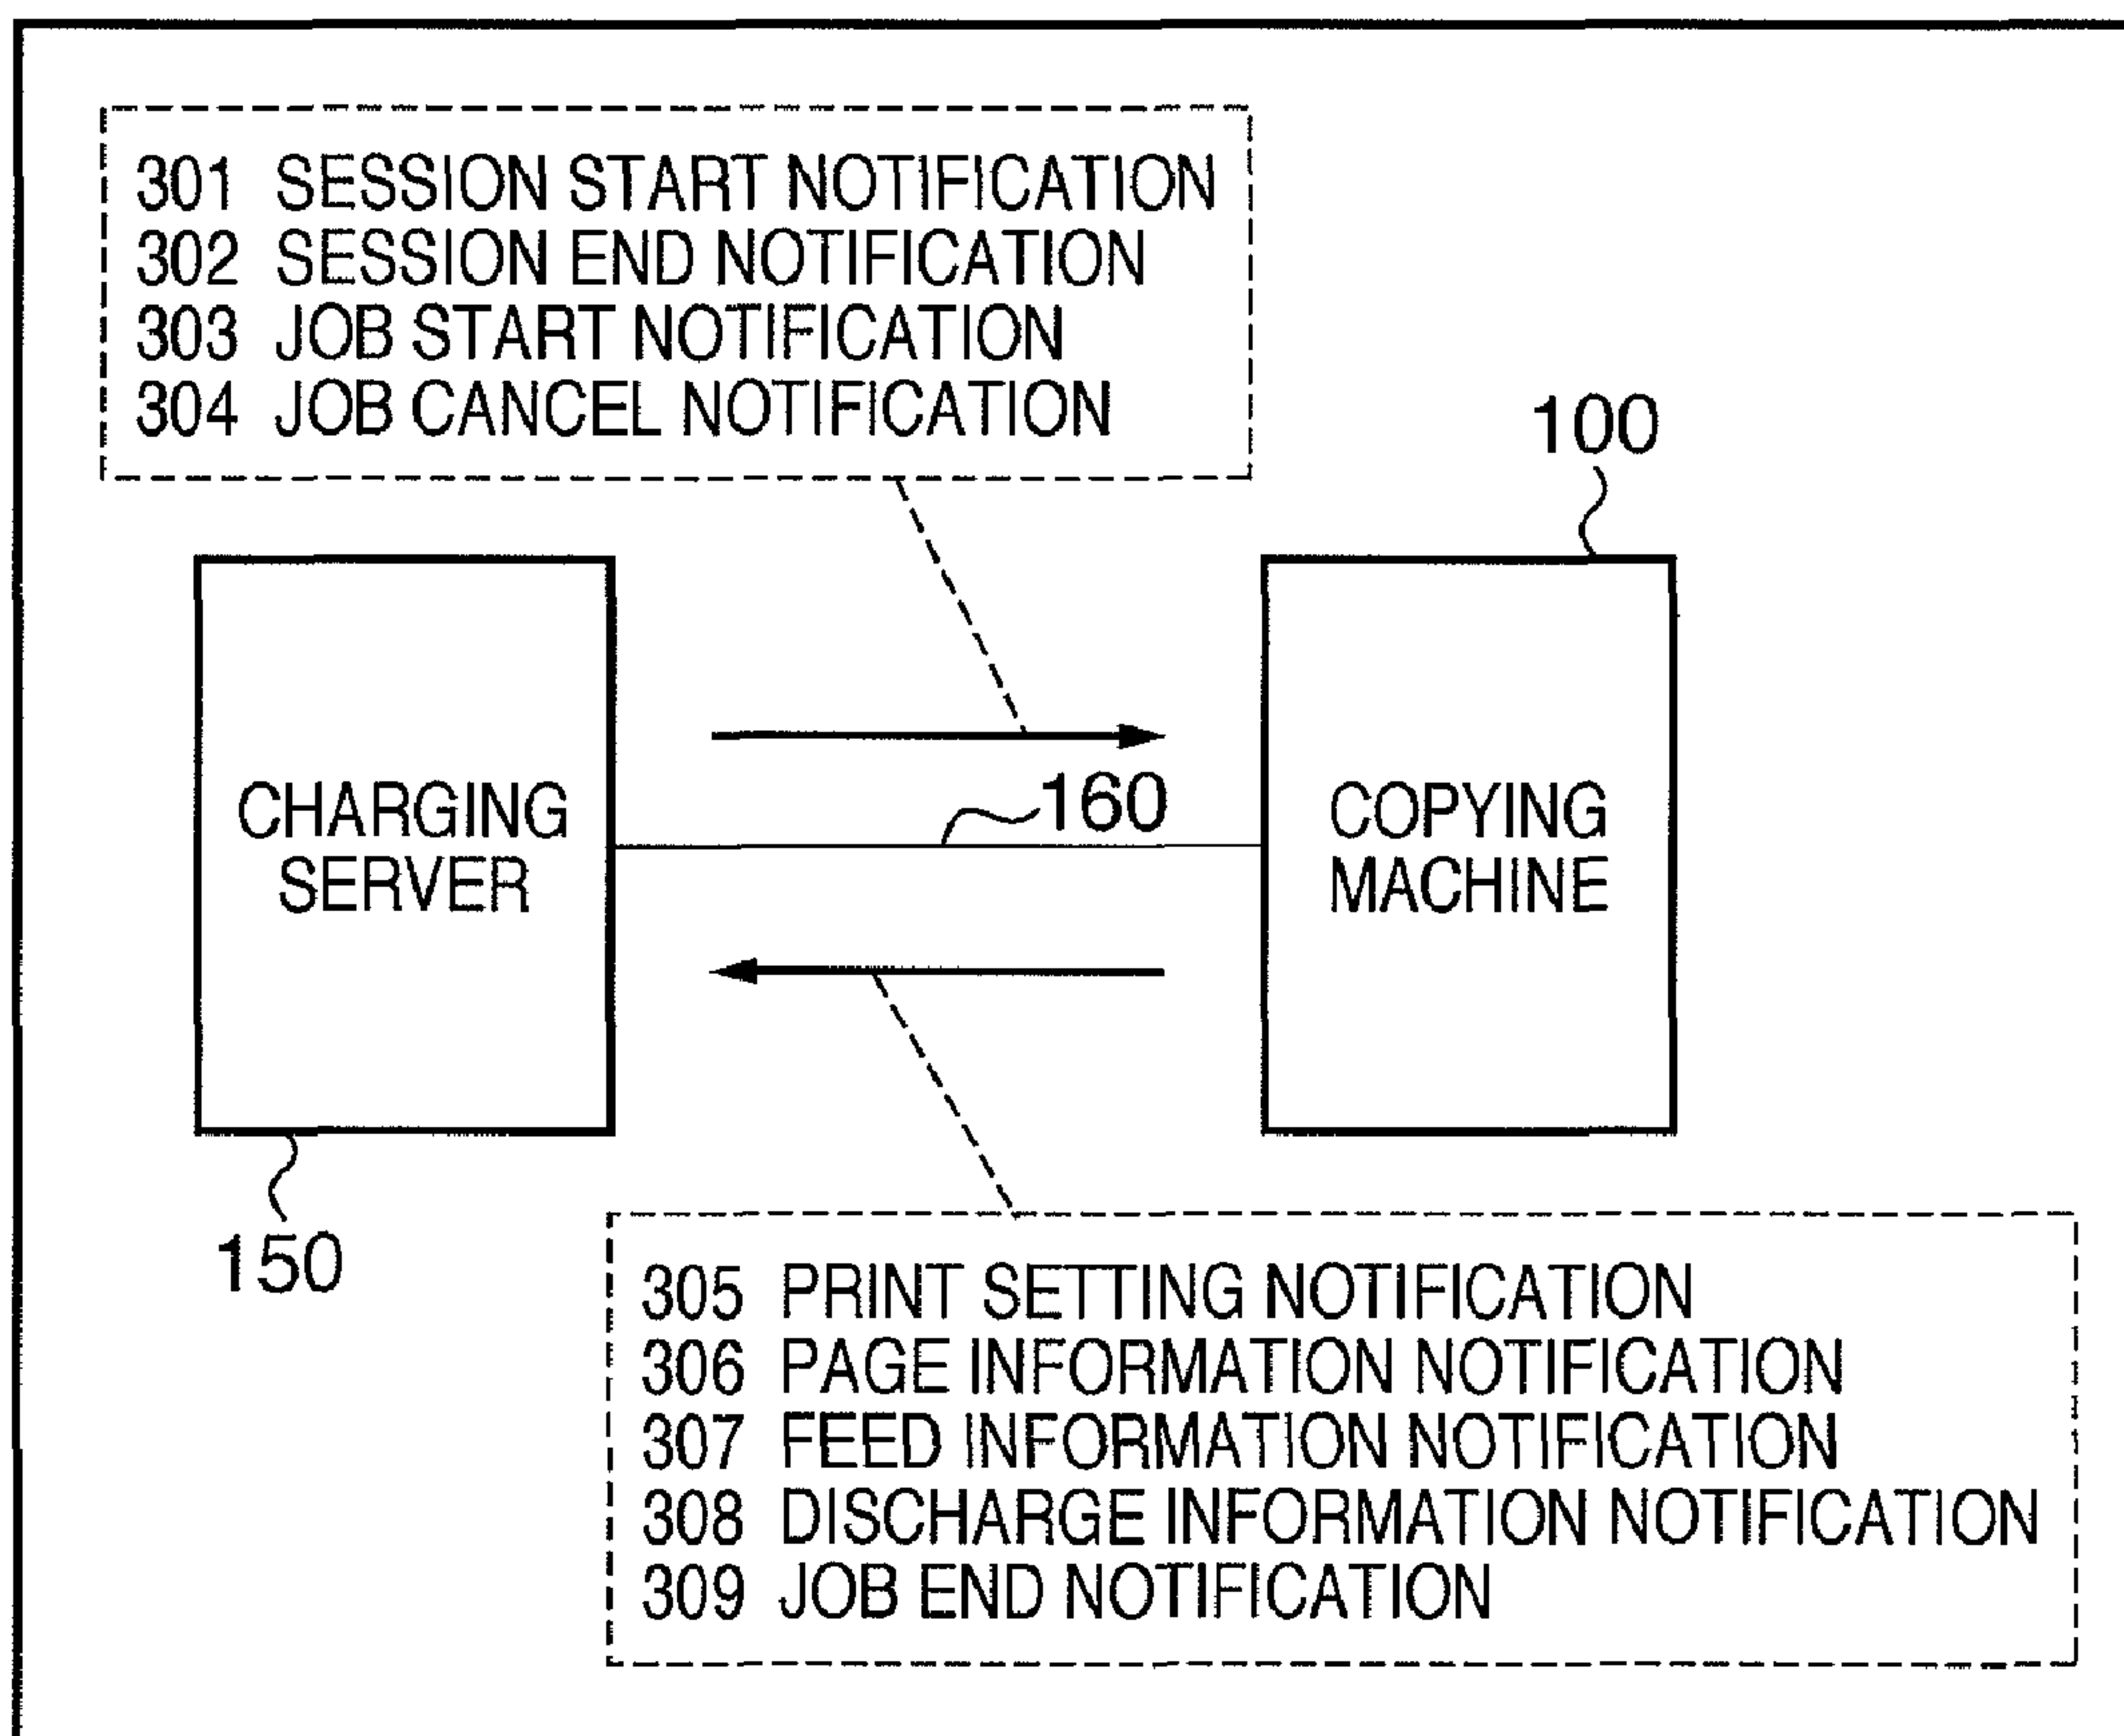 301 SESSION START NOTIFICATION
302 SESSION END NOTIFICATION
303 JOB START NOTIFICATION
304 JOB CANCEL NOTIFICATION
100
CHARGING
SERVER
160
COPYING
MACHINE
150
305 PRINT SETTING NOTIFICATION
306 PAGE INFORMATION NOTIFICATION
307 FEED INFORMATION NOTIFICATION
308 DISCHARGE INFORMATION NOTIFICATION
309 JOB END NOTIFICATION